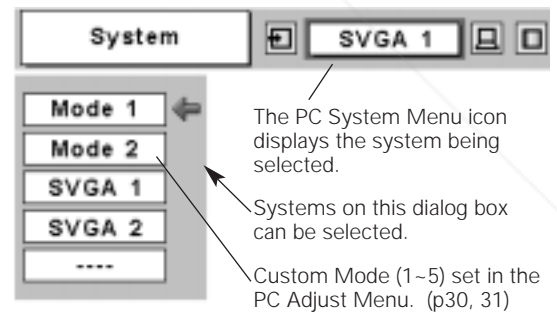 System
SVGA 1
Mode 1
Mode 2
SVGA 1
SVGA 2
----
The PC System Menu icon
displays the system being
selected.
Systems on this dialog box
can be selected.
Custom Mode (1~5) set in the
PC Adjust Menu. (p30, 31)